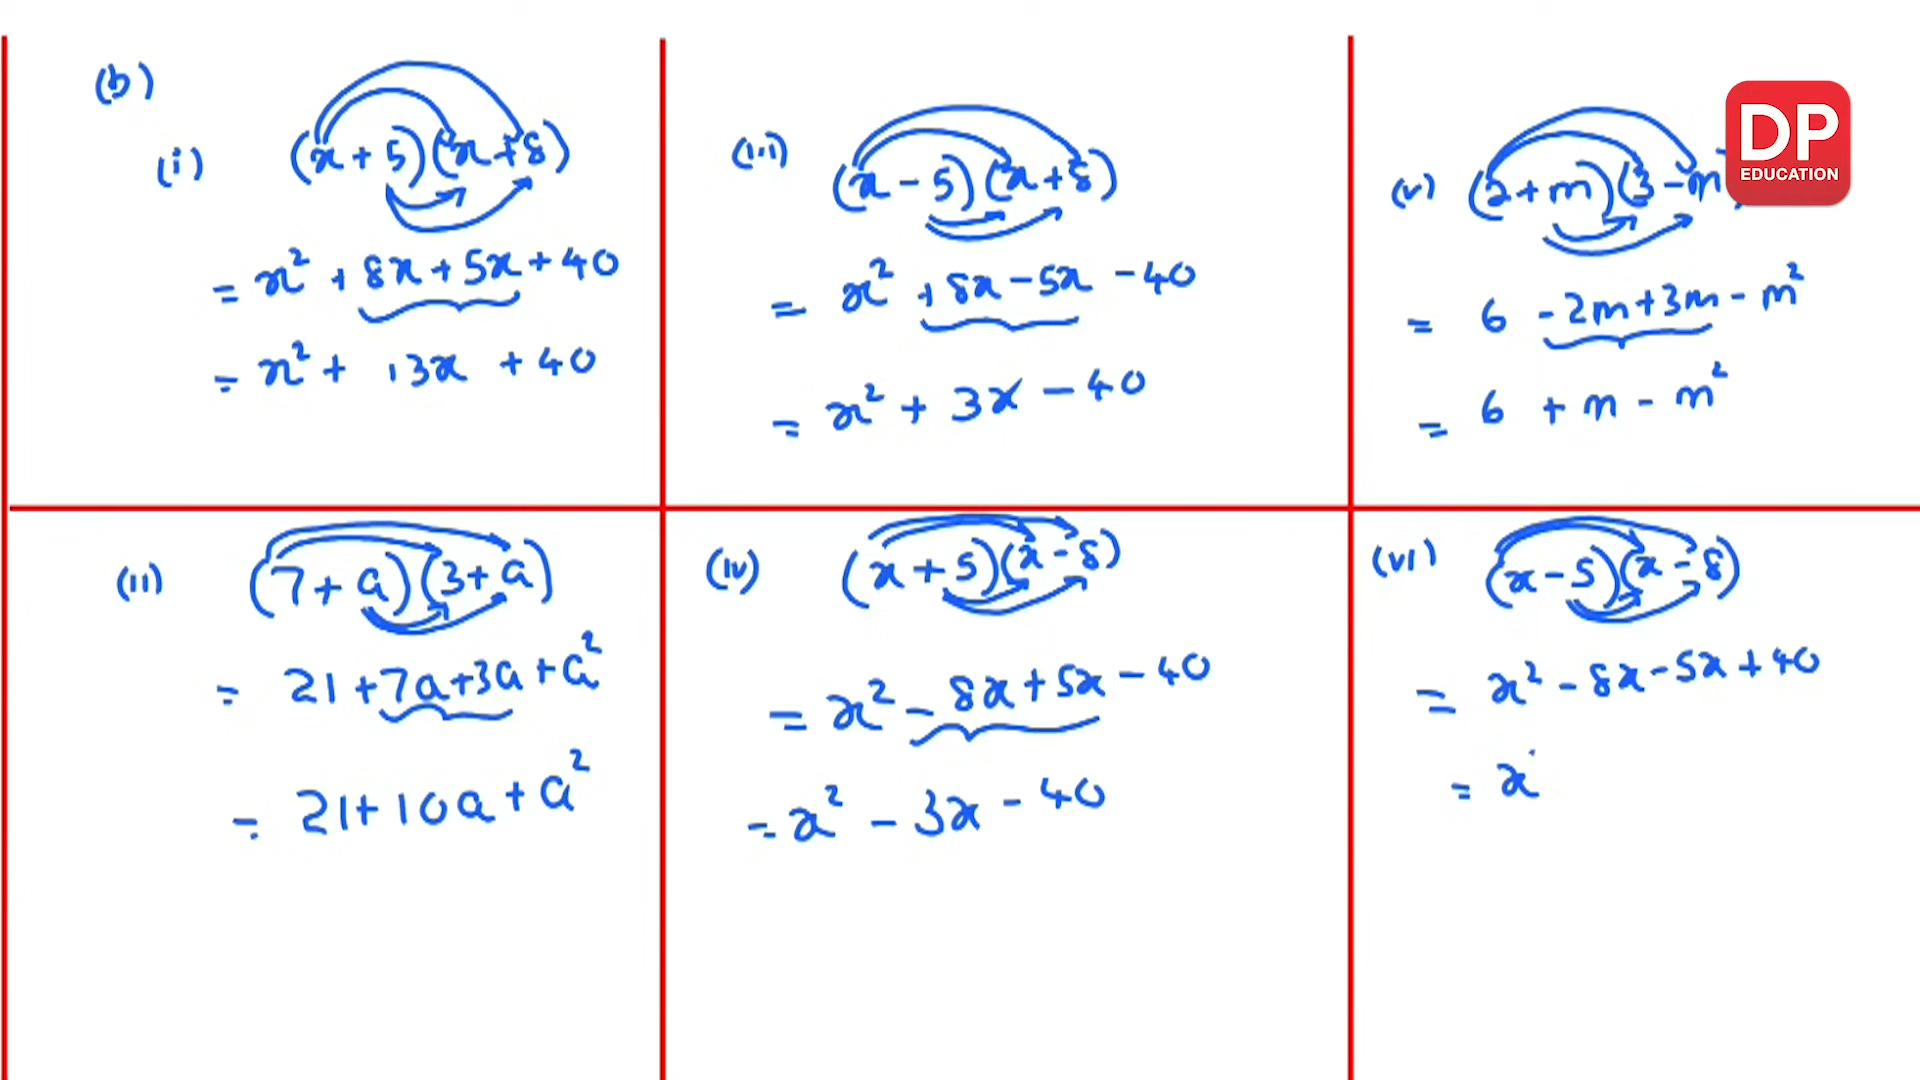 (b)
(i) (x + 5)(x + 8)
= x² + 8x + 5x + 40
= x² + 13x + 40
(iii) (x - 5)(x + 8)
= x² + 8x - 5x - 40
= x² + 3x - 40
(v) (2 + m)(3 - m
= 6 - 2m + 3m - m²
= 6 + m - m²
DP
EDUCATION
(ii) (7 + a)(3 + a)
= 21 + 7a + 3a + a²
= 21 + 10a + a²
(iv) (x + 5)(x - 8)
= x² - 8x + 5x - 40
= x² - 3x - 40
(vi) (x - 5)(x - 8)
= x² - 8x - 5x + 40
= x